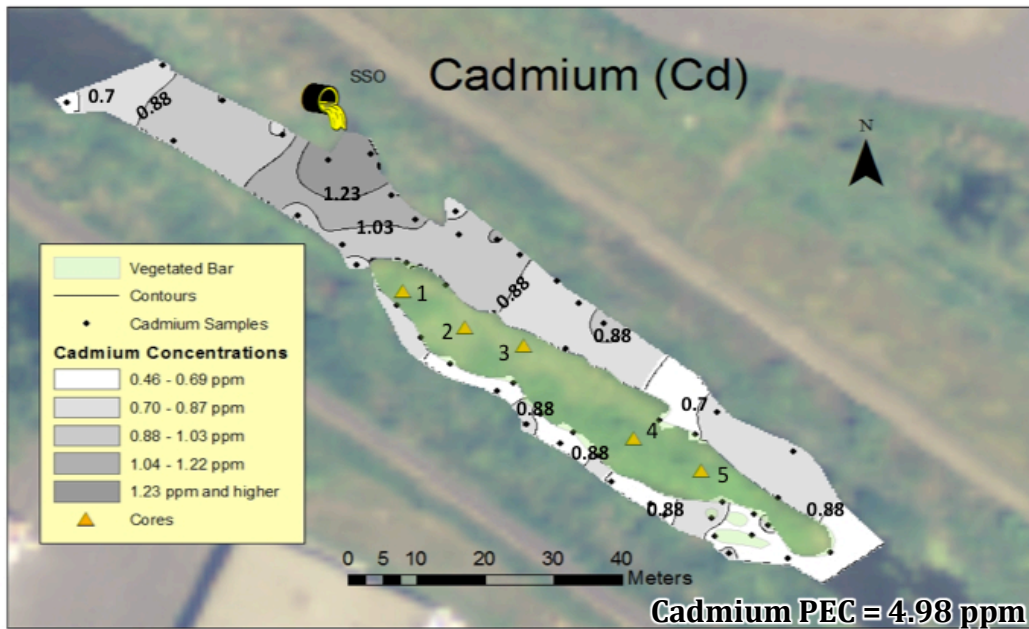 Cadmium (Cd)
SSO
N
0.7
0.88
1.23
1.03
0.88
0.88
0.7
0.88
0.88
0.88
0.88
1
2
3
4
5
Vegetated Bar
Contours
Cadmium Samples
Cadmium Concentrations
0.46 - 0.69 ppm
0.70 - 0.87 ppm
0.88 - 1.03 ppm
1.04 - 1.22 ppm
1.23 ppm and higher
Cores
0 5 10 20 30 40
Meters
Cadmium PEC = 4.98 ppm